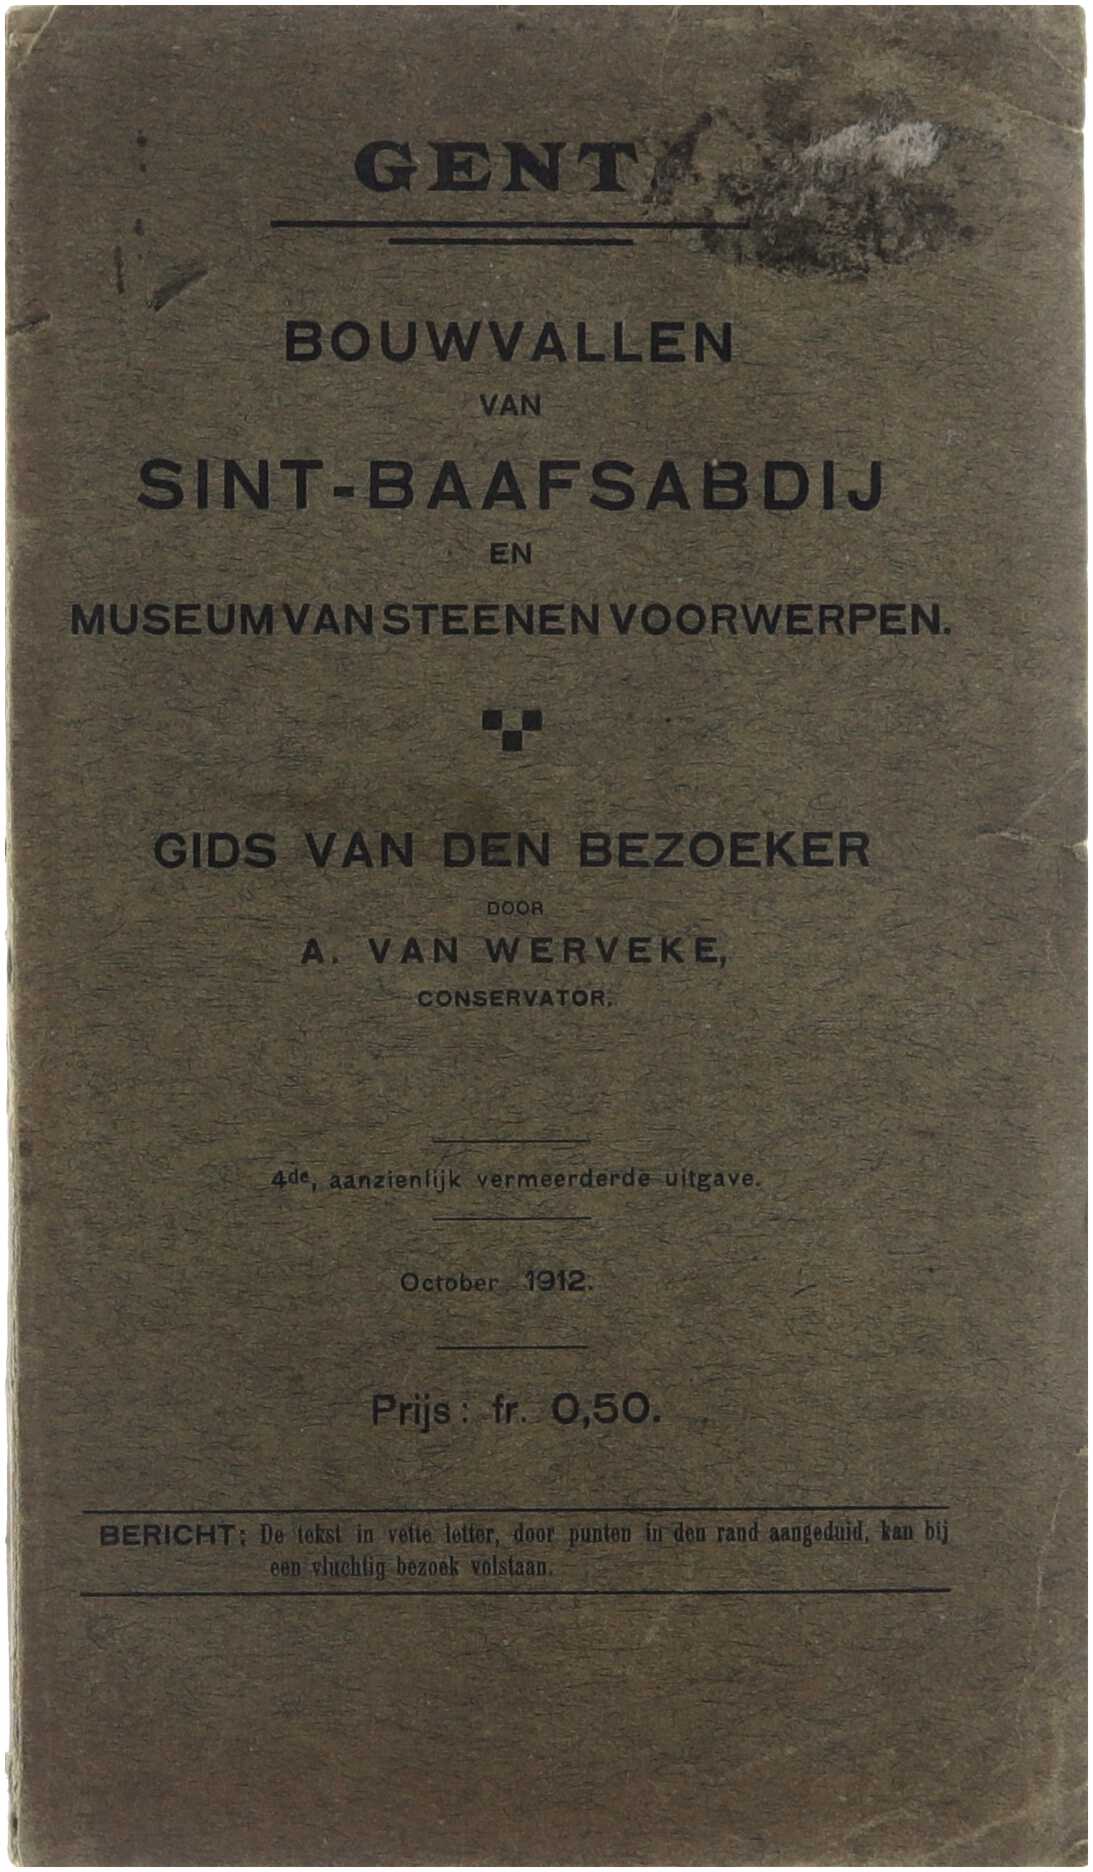 GENT
BOUWVALLEN
VAN
SINT-BAAFSABDIJ
EN
MUSEUM VAN STEENEN VOORWERPEN.
GIDS VAN DEN BEZOEKER
DOOR
A. VAN WERVEKE,
CONSERVATOR.
4de, aanzienlijk vermeerderde uitgave.
October 1912.
Prijs: fr. 0,50.
BERICHT: De tekst in vette letter, door punten in den rand aangeduid, kan bij
een vluchtig bezoek volstaan.